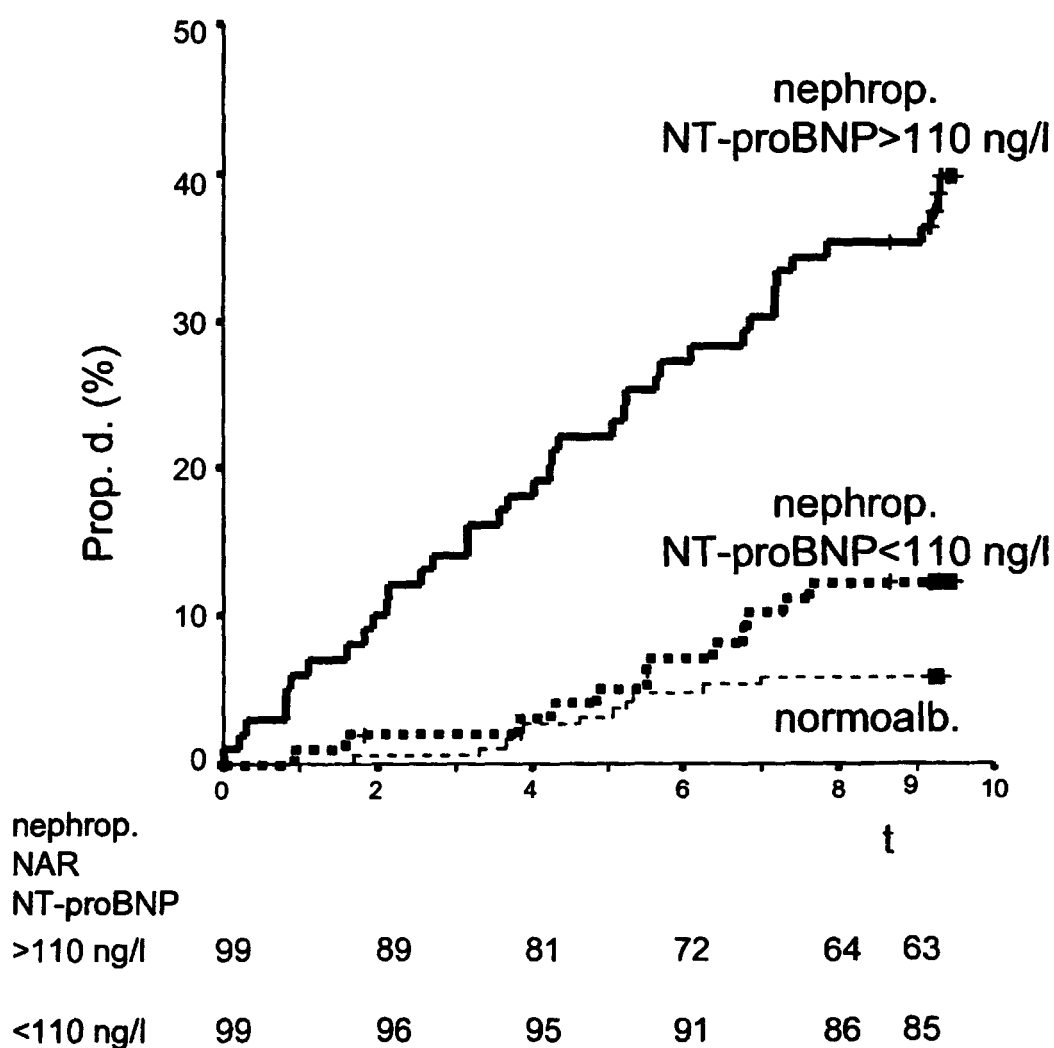 50
nephrop.
NT-proBNP>110 ng/l
40
30
Prop. d. (%)
20
nephrop.
NT-proBNP<110 ng/l
10
normoalb.
0
0 2 4 6 8 9 10
t
nephrop.
NAR
NT-proBNP
>110 ng/l 99 89 81 72 64 63
<110 ng/l 99 96 95 91 86 85